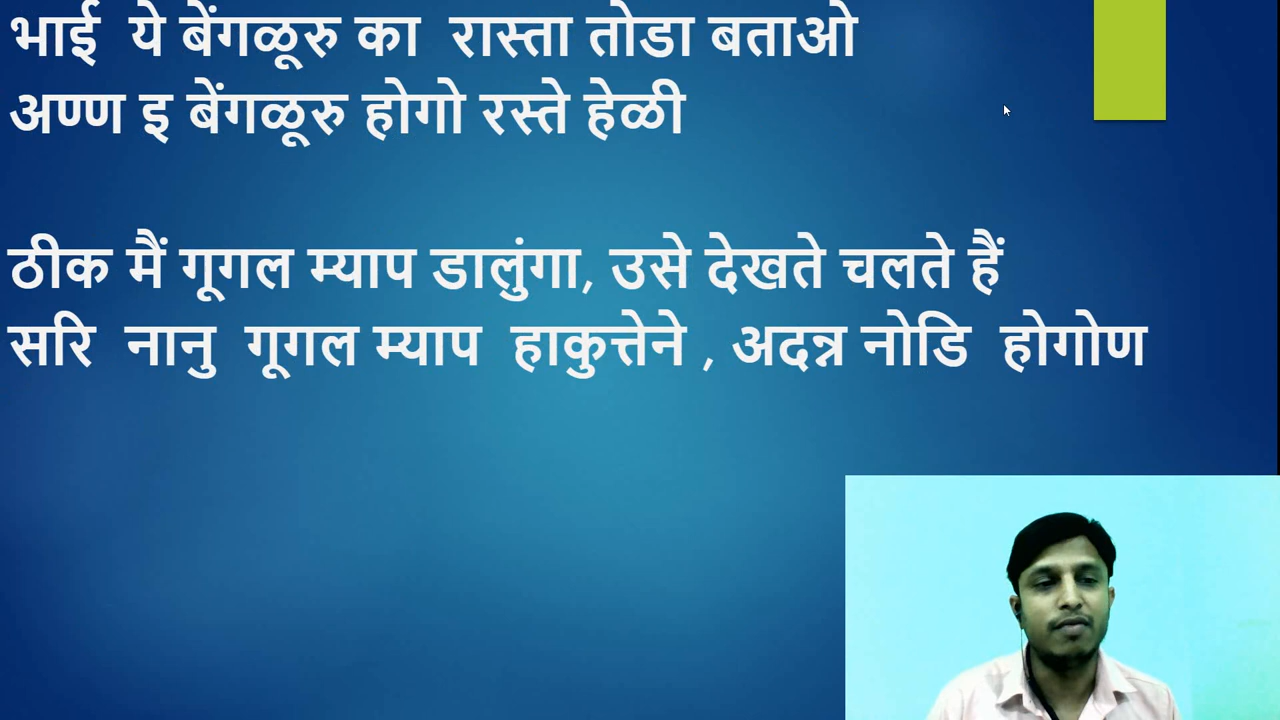 भाई ये बेंगळूरु का रास्ता तोडा बताओ
अण्ण इ बेंगळूरु होगो रस्ते हेळी
ठीक मैं गूगल म्याप डालुंगा, उसे देखते चलते हैं
सरि नानु गूगल म्याप हाकुत्तेने , अदन्न नोडि होगोण